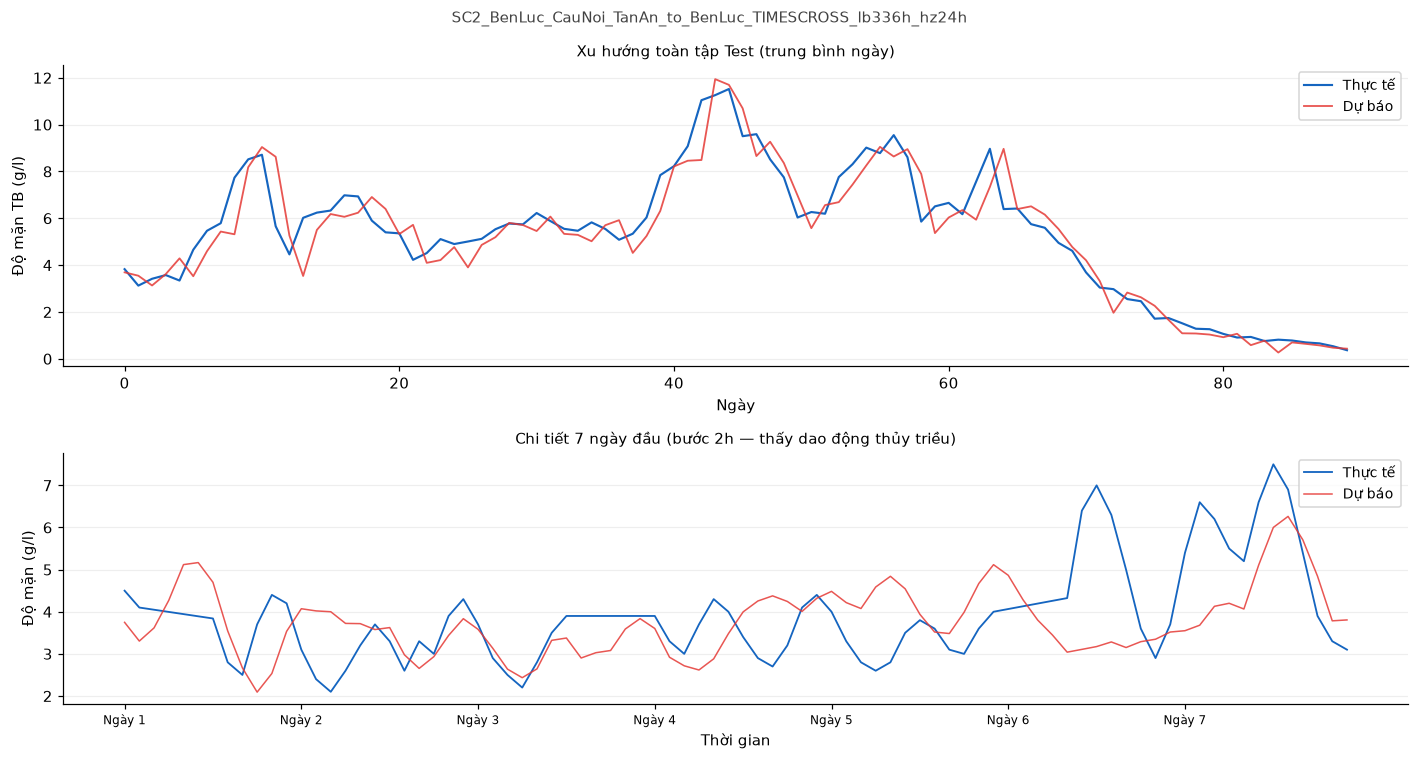 SC2_BenLuc_CauNoi_TanAn_to_BenLuc_TIMESCROSS_lb336h_hz24h
Xu hướng toàn tập Test (trung bình ngày)
Độ mặn TB (g/l)
12
10
8
6
4
2
0
Thực tế
Dự báo
0 20 40 60 80
Ngày
Chi tiết 7 ngày đầu (bước 2h — thấy dao động thủy triều)
Độ mặn (g/l)
7
6
5
4
3
2
Thực tế
Dự báo
Ngày 1 Ngày 2 Ngày 3 Ngày 4 Ngày 5 Ngày 6 Ngày 7
Thời gian